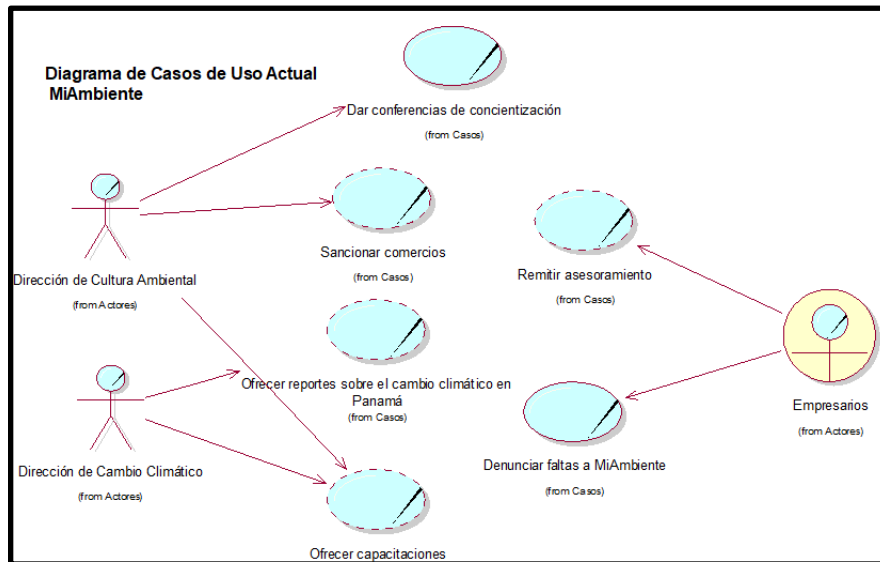 Diagrama de Casos de Uso Actual
MiAmbiente
Dar conferencias de concientización
(from Casos)
Sancionar comercios
(from Casos)
Remitir asesoramiento
(from Casos)
Dirección de Cultura Ambiental
(from Actores)
Ofrecer reportes sobre el cambio climático en
Panamá
(from Casos)
Empresarios
(from Actores)
Dirección de Cambio Climático
(from Actores)
Denunciar faltas a MiAmbiente
(from Casos)
Ofrecer capacitaciones